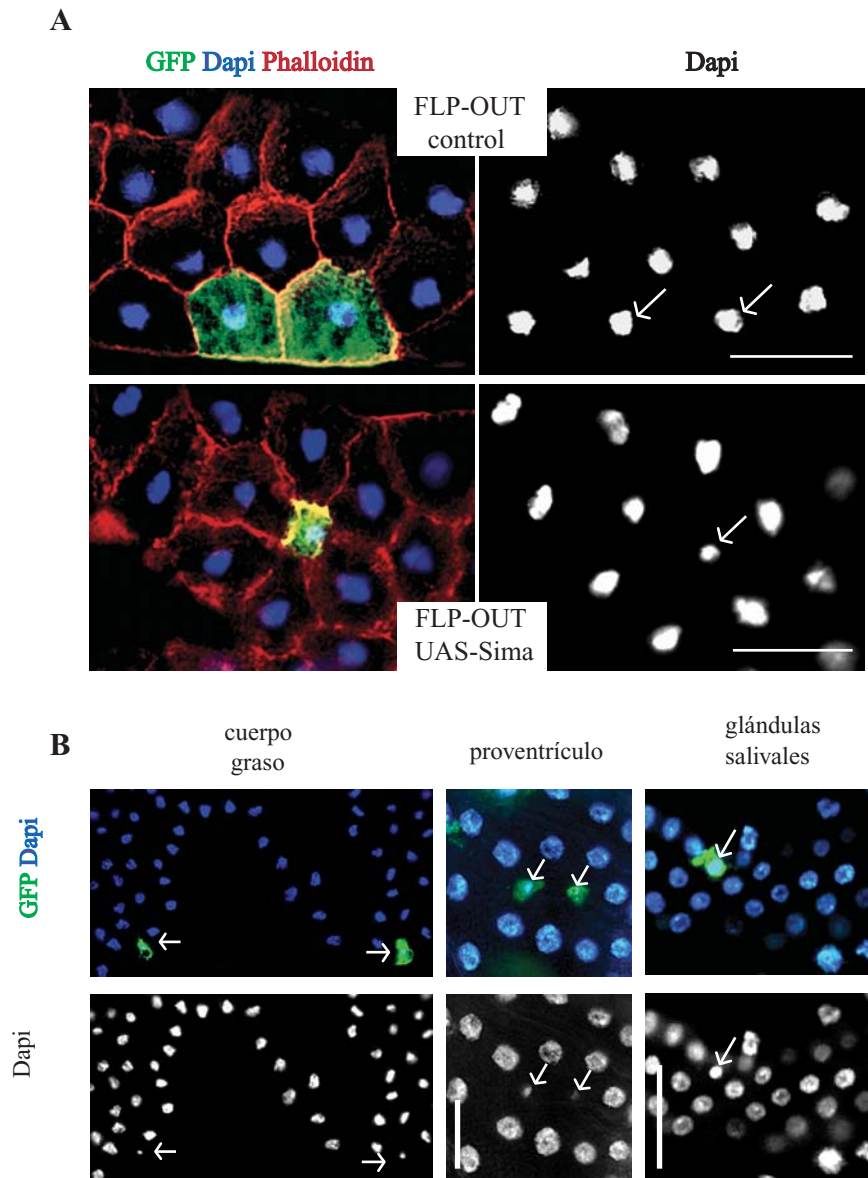 A
GFP Dapi Phalloidin
Dapi
FLP-OUT
control
FLP-OUT
UAS-Sima
B
cuerpo
graso
proventrículo
glándulas
salivales
GFP Dapi
Dapi